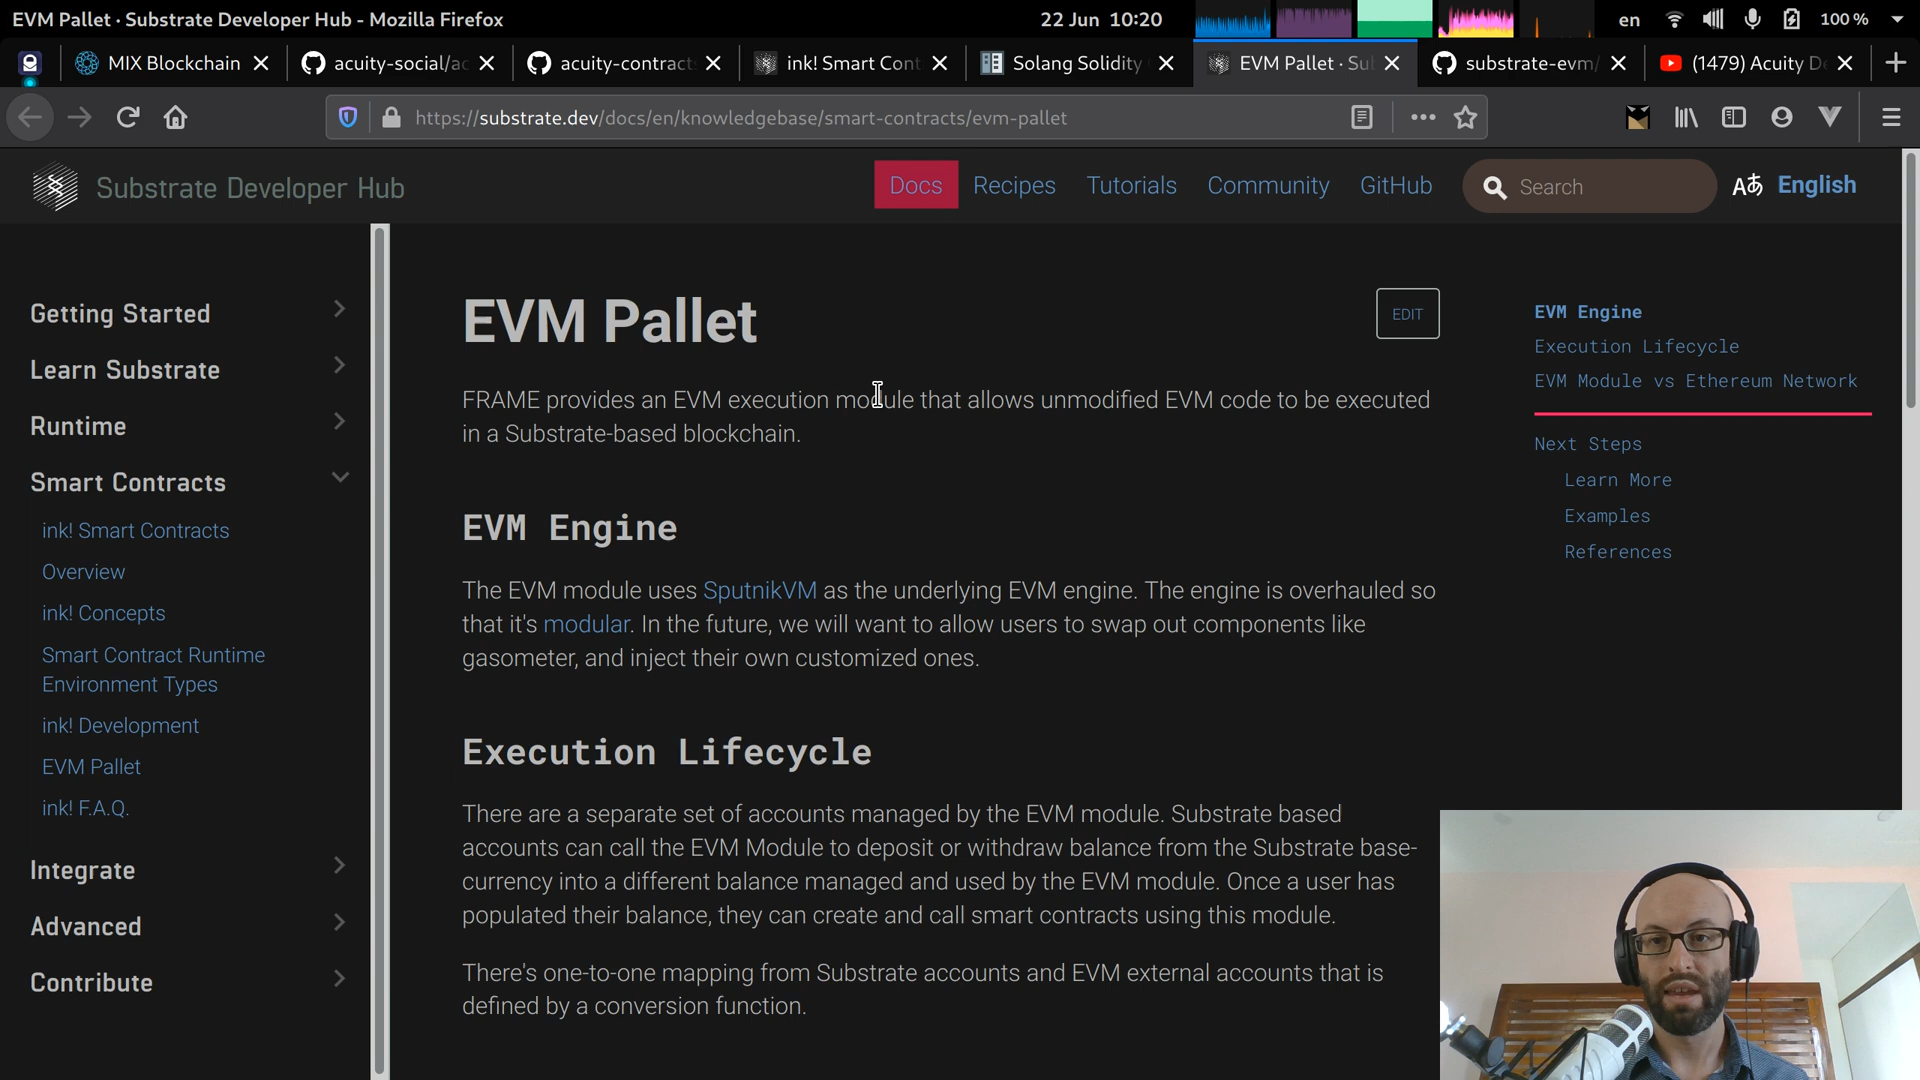 EVM Pallet · Substrate Developer Hub - Mozilla Firefox
22 Jun 10:20
en
100 %
MIX Blockchain
acuity-social/ac
acuity-contract
ink! Smart Cont
Solang Solidity
EVM Pallet · Su
substrate-evm/
(1479) Acuity De
https://substrate.dev/docs/en/knowledgebase/smart-contracts/evm-pallet
Substrate Developer Hub
Docs
Recipes
Tutorials
Community
GitHub
Search
English
Getting Started
Learn Substrate
Runtime
Smart Contracts
ink! Smart Contracts
Overview
ink! Concepts
Smart Contract Runtime
Environment Types
ink! Development
EVM Pallet
ink! F.A.Q.
Integrate
Advanced
Contribute
EVM Pallet
EDIT
FRAME provides an EVM execution module that allows unmodified EVM code to be executed
in a Substrate-based blockchain.
EVM Engine
The EVM module uses SputnikVM as the underlying EVM engine. The engine is overhauled so
that it's modular. In the future, we will want to allow users to swap out components like
gasometer, and inject their own customized ones.
Execution Lifecycle
There are a separate set of accounts managed by the EVM module. Substrate based
accounts can call the EVM Module to deposit or withdraw balance from the Substrate base-
currency into a different balance managed and used by the EVM module. Once a user has
populated their balance, they can create and call smart contracts using this module.
There's one-to-one mapping from Substrate accounts and EVM external accounts that is
defined by a conversion function.
EVM Engine
Execution Lifecycle
EVM Module vs Ethereum Network
Next Steps
Learn More
Examples
References